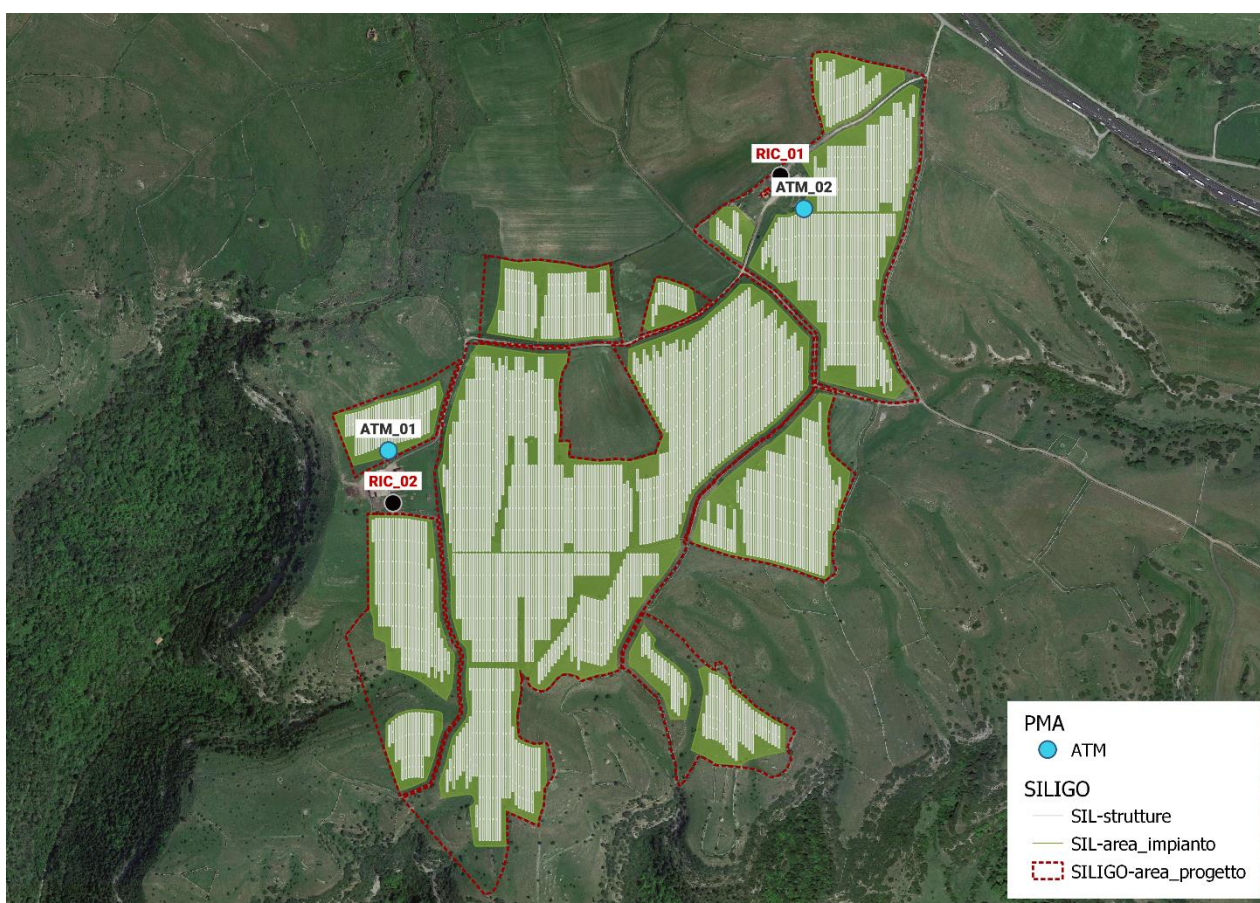 RIC_01
ATM_02
ATM_01
RIC_02
PMA
ATM
SILIGO
SIL-strutture
SIL-area_impianto
SILIGO-area_progetto